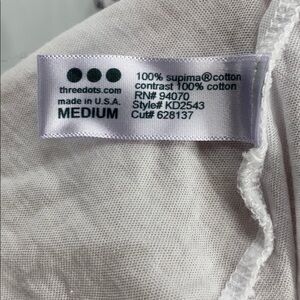 threedots.com
made in U.S.A.
MEDIUM
100% supima®cotton
contrast 100% cotton
RN# 94070
Style# KD2543
Cut# 628137